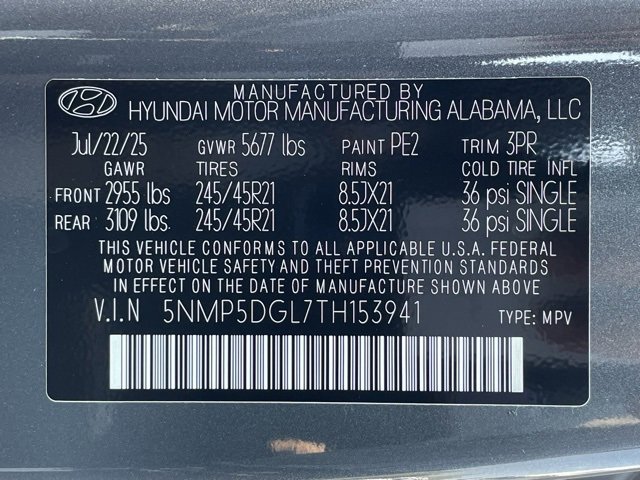 MANUFACTURED BY
HYUNDAI MOTOR MANUFACTURING ALABAMA, LLC
Jul/22/25 GVWR 5677 lbs PAINT PE2 TRIM 3PR
GAWR TIRES RIMS COLD TIRE INFL
FRONT 2955 lbs 245/45R21 8.5JX21 36 psi SINGLE
REAR 3109 lbs 245/45R21 8.5JX21 36 psi SINGLE
THIS VEHICLE CONFORMS TO ALL APPLICABLE U.S.A. FEDERAL
MOTOR VEHICLE SAFETY AND THEFT PREVENTION STANDARDS
IN EFFECT ON THE DATE OF MANUFACTURE SHOWN ABOVE.
V.I.N 5NMP5DGL7TH153941 TYPE: MPV